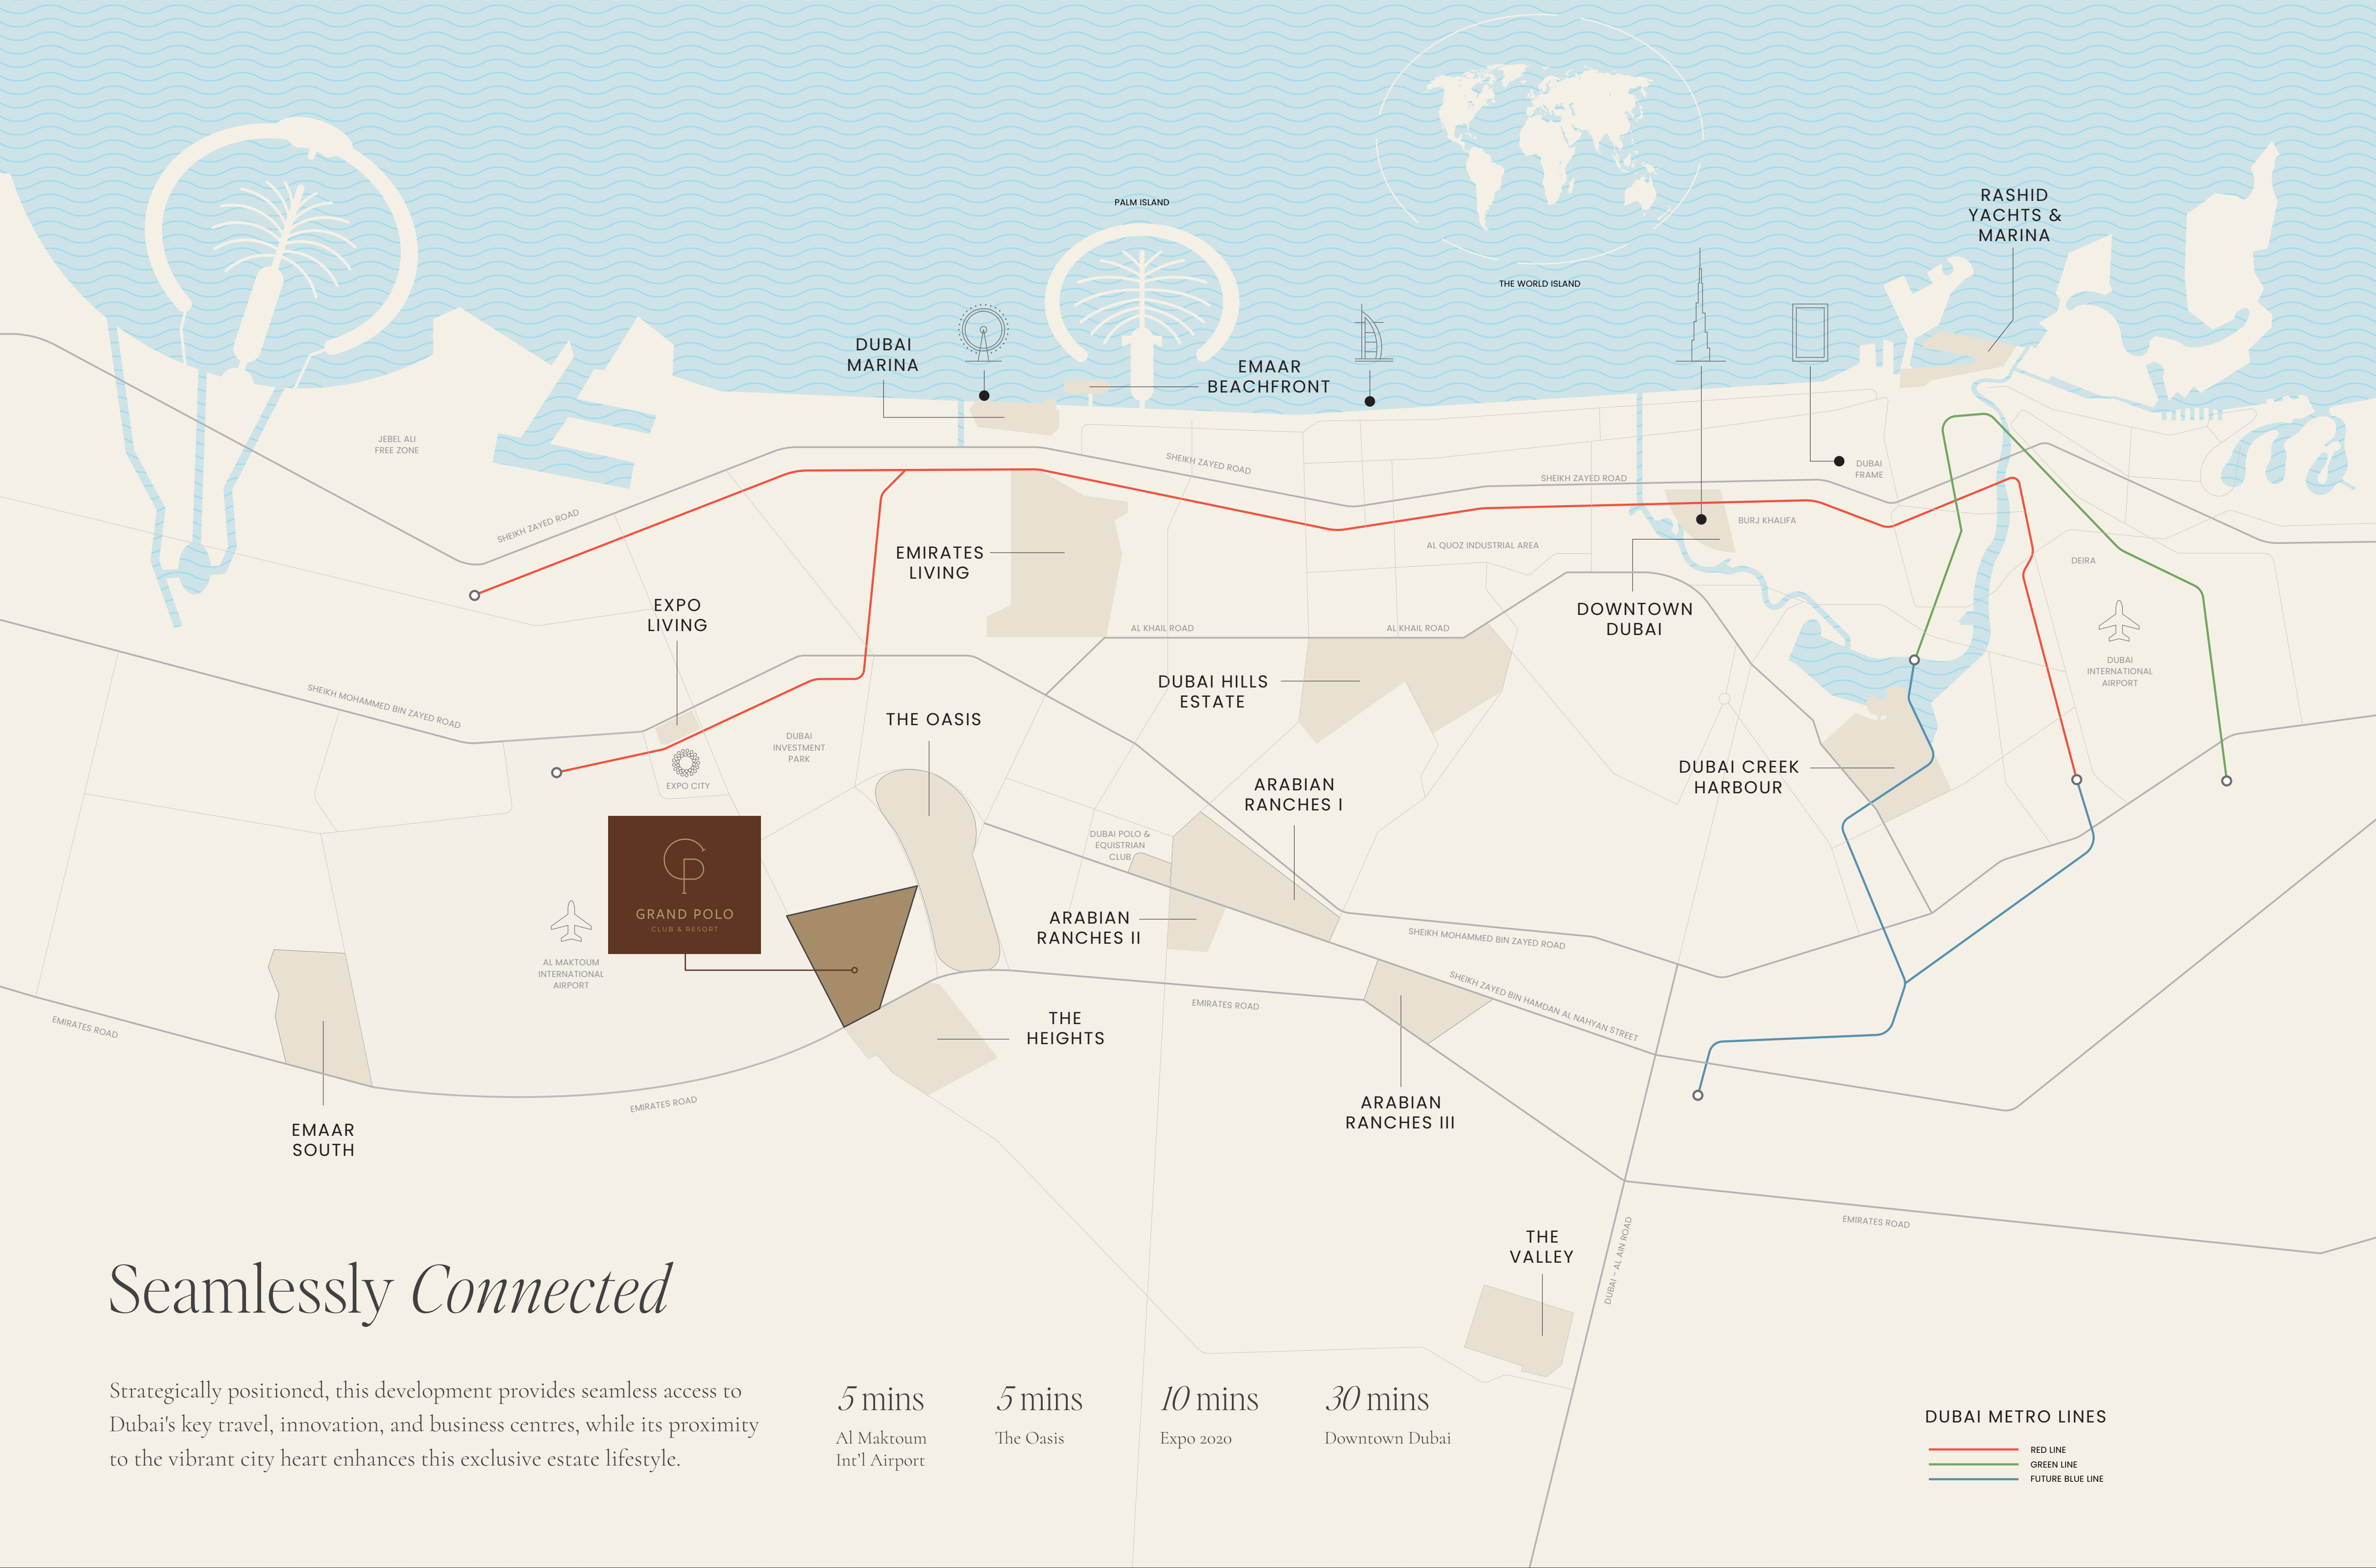 PALM ISLAND
THE WORLD ISLAND
RASHID
YACHTS &
MARINA
DUBAI
MARINA
EMAAR
BEACHFRONT
JEBEL ALI
FREE ZONE
SHEIKH ZAYED ROAD
SHEIKH ZAYED ROAD
SHEIKH ZAYED ROAD
DUBAI
FRAME
BURJ KHALIFA
AL QUOZ INDUSTRIAL AREA
EMIRATES
LIVING
DEIRA
EXPO
LIVING
DOWNTOWN
DUBAI
AL KHAIL ROAD
AL KHAIL ROAD
DUBAI
INTERNATIONAL
AIRPORT
SHEIKH MOHAMMED BIN ZAYED ROAD
DUBAI HILLS
ESTATE
THE OASIS
DUBAI
INVESTMENT
PARK
EXPO CITY
DUBAI CREEK
HARBOUR
ARABIAN
RANCHES I
DUBAI POLO &
EQUESTRIAN
CLUB
GRAND POLO
CLUB & RESORT
ARABIAN
RANCHES II
SHEIKH MOHAMMED BIN ZAYED ROAD
AL MAKTOUM
INTERNATIONAL
AIRPORT
SHEIKH ZAYED BIN HAMDAN AL NAHYAN STREET
EMIRATES ROAD
EMIRATES ROAD
THE
HEIGHTS
EMIRATES ROAD
ARABIAN
RANCHES III
EMAAR
SOUTH
EMIRATES ROAD
THE
VALLEY
DUBAI - AL AIN ROAD
Seamlessly Connected
Strategically positioned, this development provides seamless access to
Dubai's key travel, innovation, and business centres, while its proximity
to the vibrant city heart enhances this exclusive estate lifestyle.
5 mins
Al Maktoum
Int'l Airport
5 mins
The Oasis
10 mins
Expo 2020
30 mins
Downtown Dubai
DUBAI METRO LINES
RED LINE
GREEN LINE
FUTURE BLUE LINE